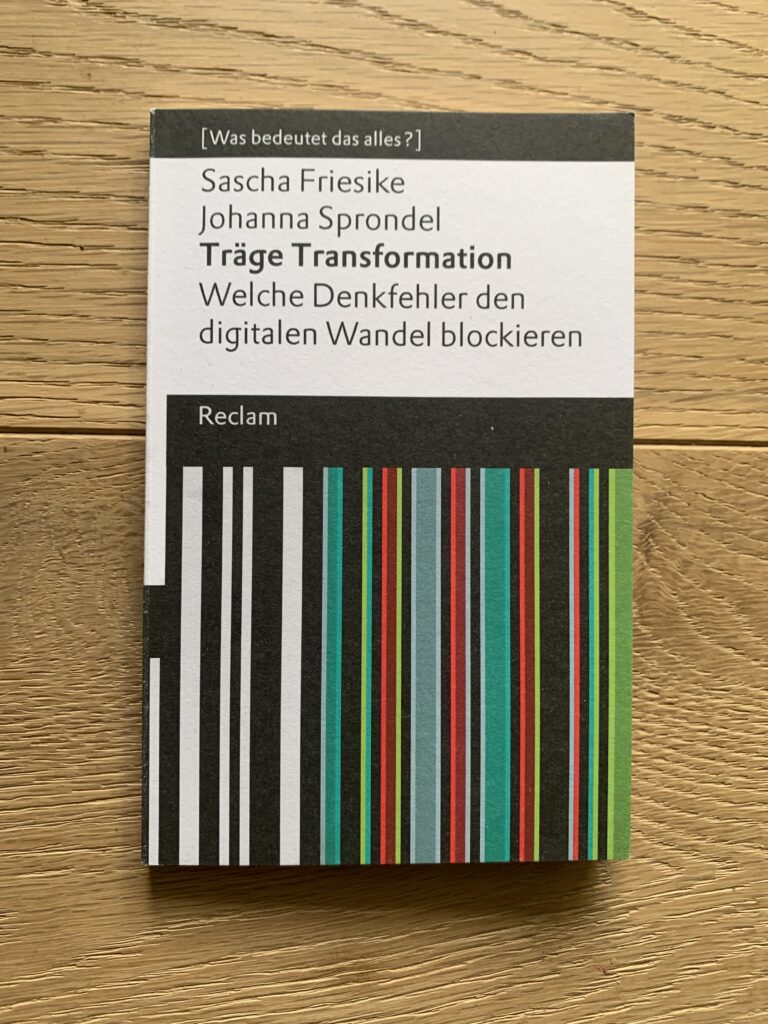 [Was bedeutet das alles?]
Sascha Friesike
Johanna Sprondel
Träge Transformation
Welche Denkfehler den
digitalen Wandel blockieren
Reclam